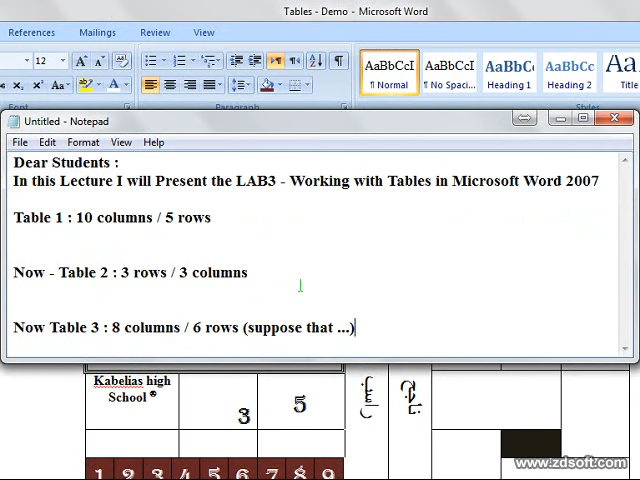 Tables - Demo - Microsoft Word
References Mailings Review View
12 A A Aa
AaBbCcI AaBbCcI AaBbC AaBbCc
¶ Normal ¶ No Spaci... Heading 1 Heading 2 Title
Font Paragraph Styles
Untitled - Notepad
File Edit Format View Help
Dear Students :
In this Lecture I will Present the LAB3 - Working with Tables in Microsoft Word 2007
Table 1 : 10 columns / 5 rows
Now - Table 2 : 3 rows / 3 columns
Now Table 3 : 8 columns / 6 rows (suppose that ...)
Kabelias high
School ®
3 5
1 2 3 4 5 6 7 8 9
www.zdsoft.com